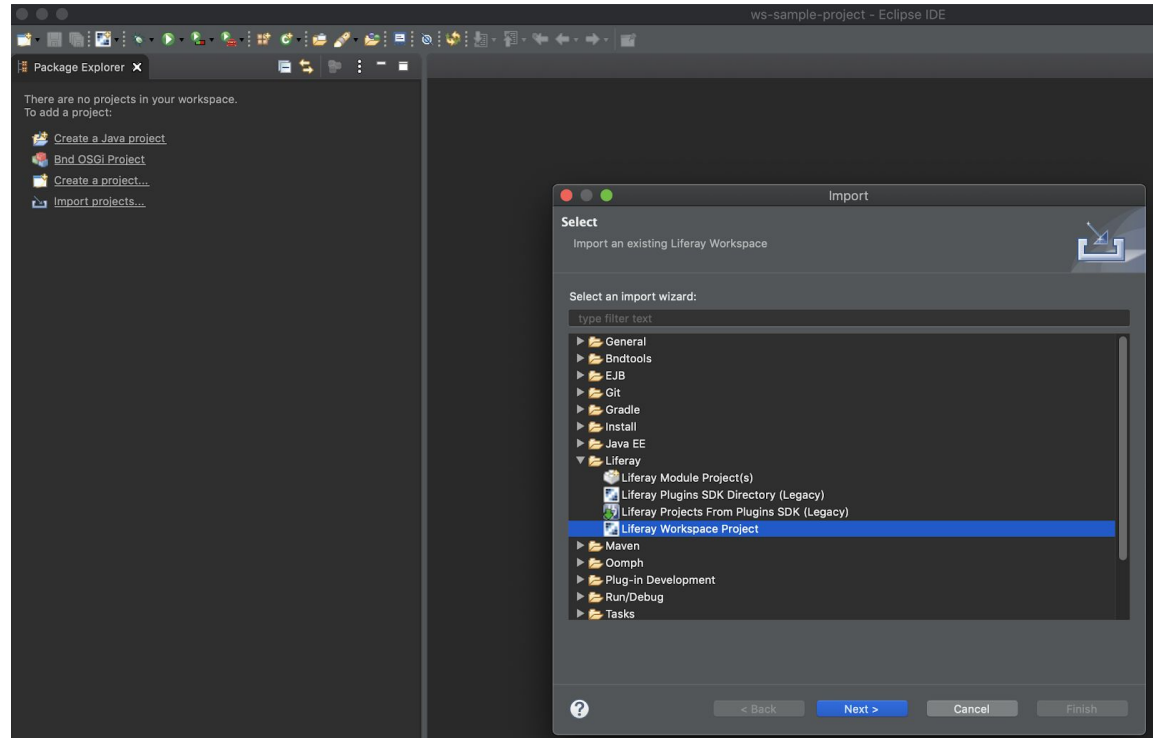 ws-sample-project - Eclipse IDE
Package Explorer
There are no projects in your workspace.
To add a project:
Create a Java project
Bnd OSGi Project
Create a project...
Import projects...
Import
Select
Import an existing Liferay Workspace
Select an import wizard:
type filter text
General
Bndtools
EJB
Git
Gradle
Install
Java EE
Liferay
Liferay Module Project(s)
Liferay Plugins SDK Directory (Legacy)
Liferay Projects From Plugins SDK (Legacy)
Liferay Workspace Project
Maven
Oomph
Plug-in Development
Run/Debug
Tasks
? < Back Next > Cancel Finish